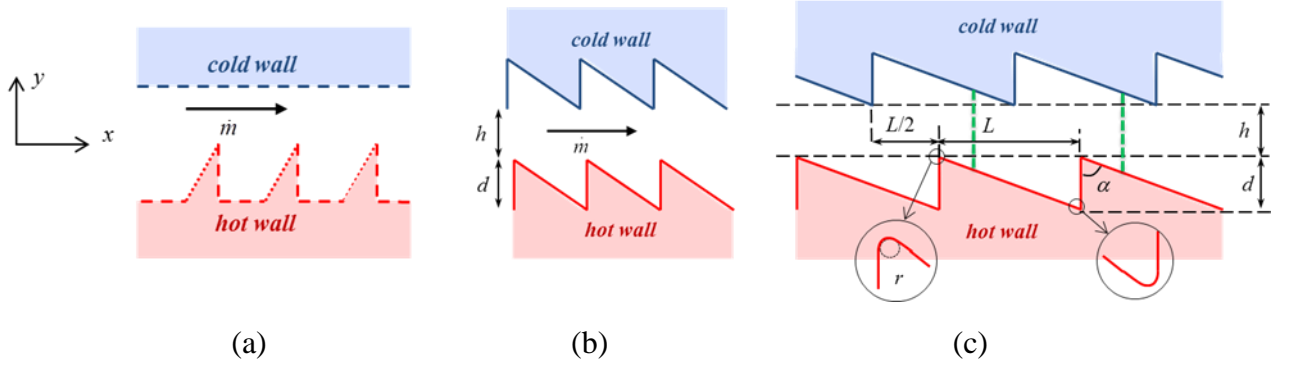 y
x
cold wall
ṁ
hot wall
(a)
cold wall
h
ṁ
d
hot wall
(b)
cold wall
L/2
L
h
α
d
hot wall
r
(c)